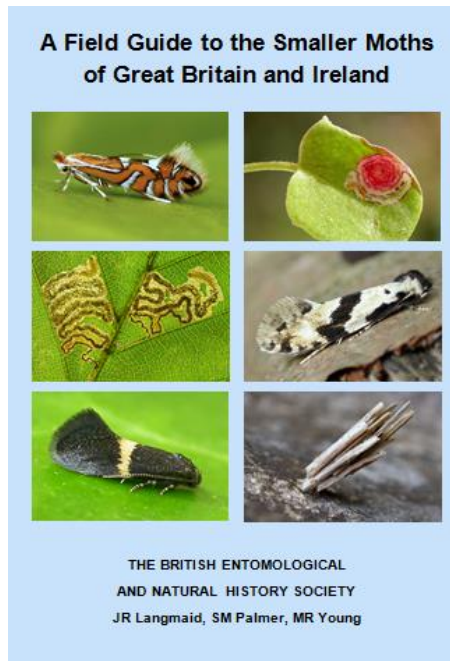 A Field Guide to the Smaller Moths
of Great Britain and Ireland
THE BRITISH ENTOMOLOGICAL
AND NATURAL HISTORY SOCIETY
JR Langmaid, SM Palmer, MR Young